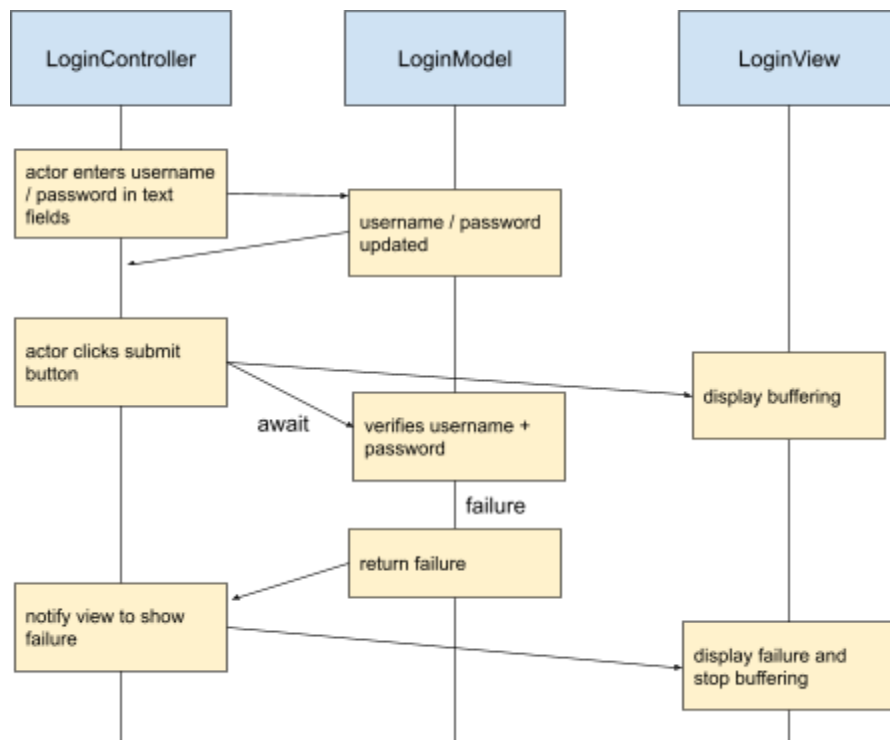 LoginController
LoginModel
LoginView
actor enters username
/ password in text
fields
username / password
updated
actor clicks submit
button
display buffering
await
verifies username +
password
failure
return failure
notify view to show
failure
display failure and
stop buffering